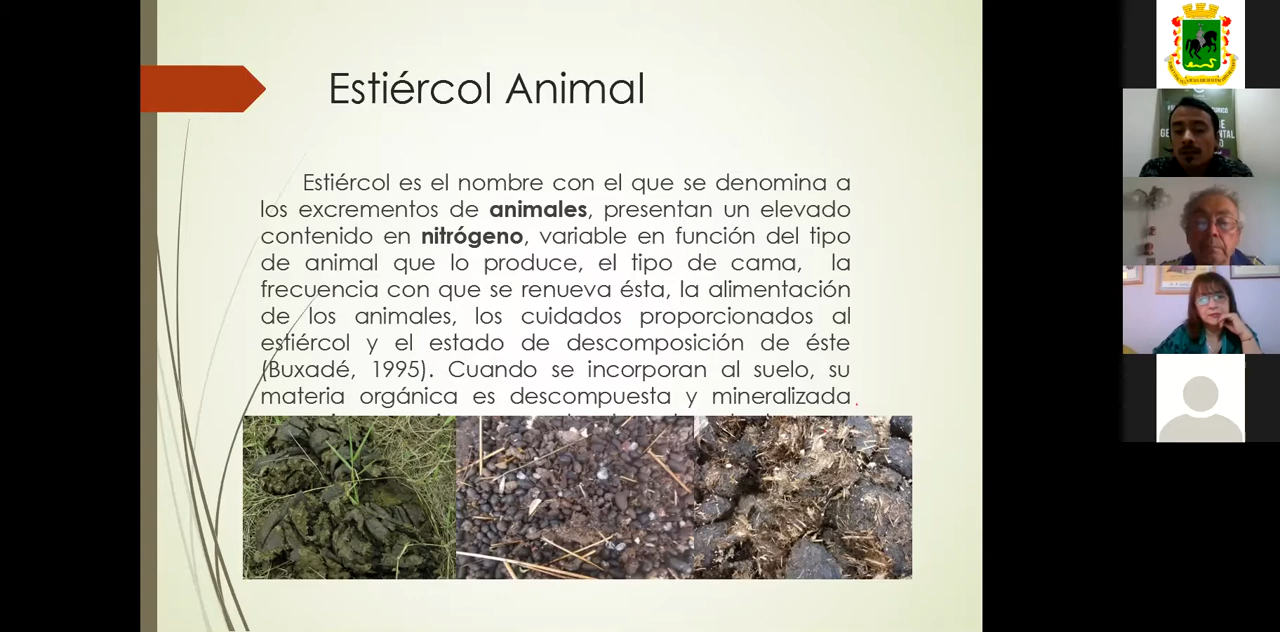 Estiércol Animal
Estiércol es el nombre con el que se denomina a
los excrementos de animales, presentan un elevado
contenido en nitrógeno, variable en función del tipo
de animal que lo produce, el tipo de cama, la
frecuencia con que se renueva ésta, la alimentación
de los animales, los cuidados proporcionados al
estiércol y el estado de descomposición de éste
(Buxadé, 1995). Cuando se incorporan al suelo, su
materia orgánica es descompuesta y mineralizada